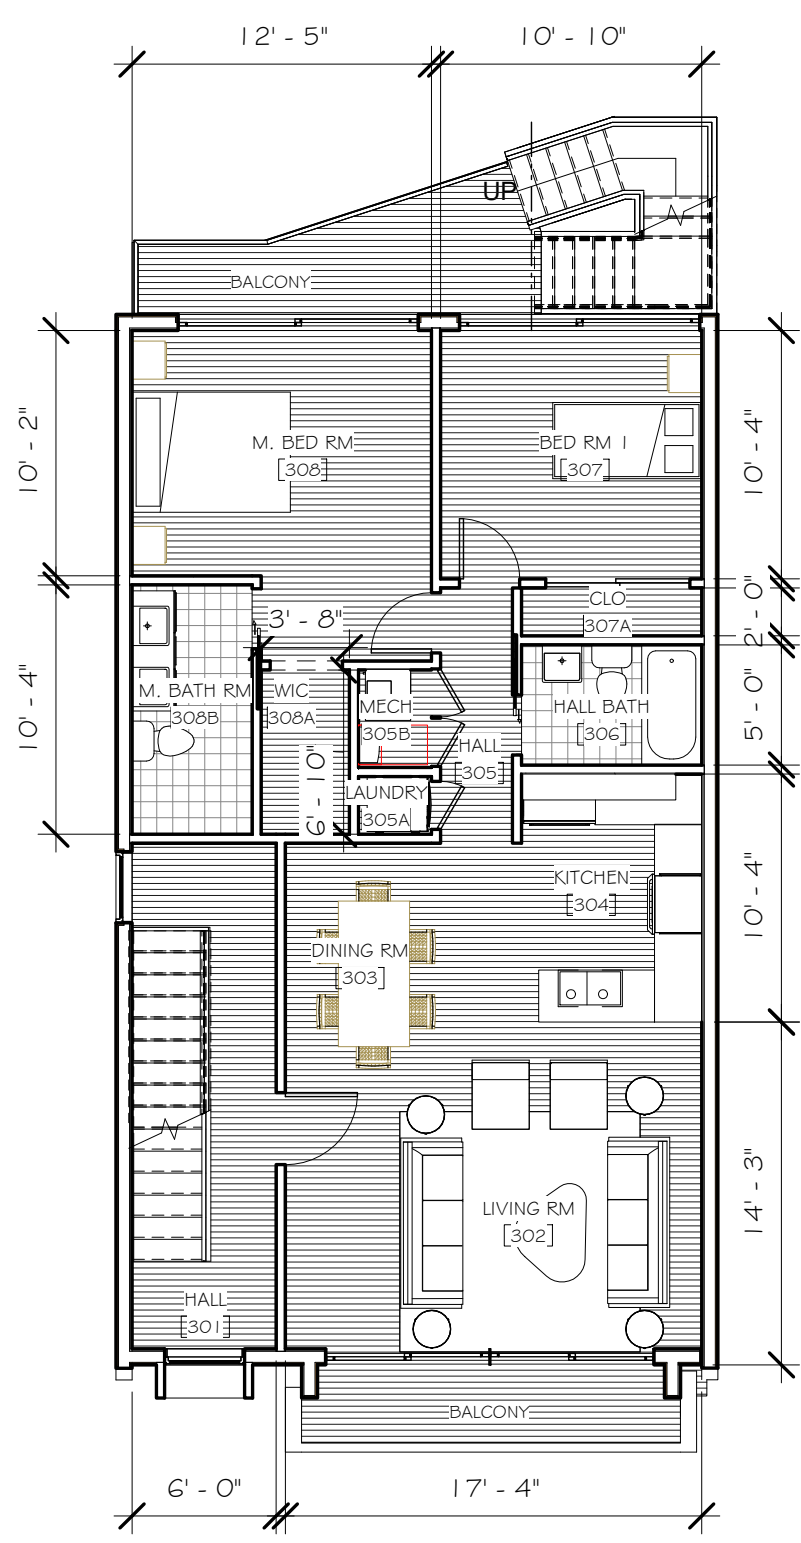 12' - 5"
10' - 10"
UP
BALCONY
10' - 2"
10' - 4"
M. BED RM
308
BED RM 1
307
2' - 0"
CLO
307A
3' - 8"
10' - 4"
M. BATH RM
308B
WIC
308A
MECH
305B
HALL BATH
306
5' - 0"
HALL
305
6' - 10"
LAUNDRY
305A
KITCHEN
304
10' - 4"
DINING RM
303
14' - 3"
LIVING RM
302
HALL
301
BALCONY
6' - 0"
17' - 4"